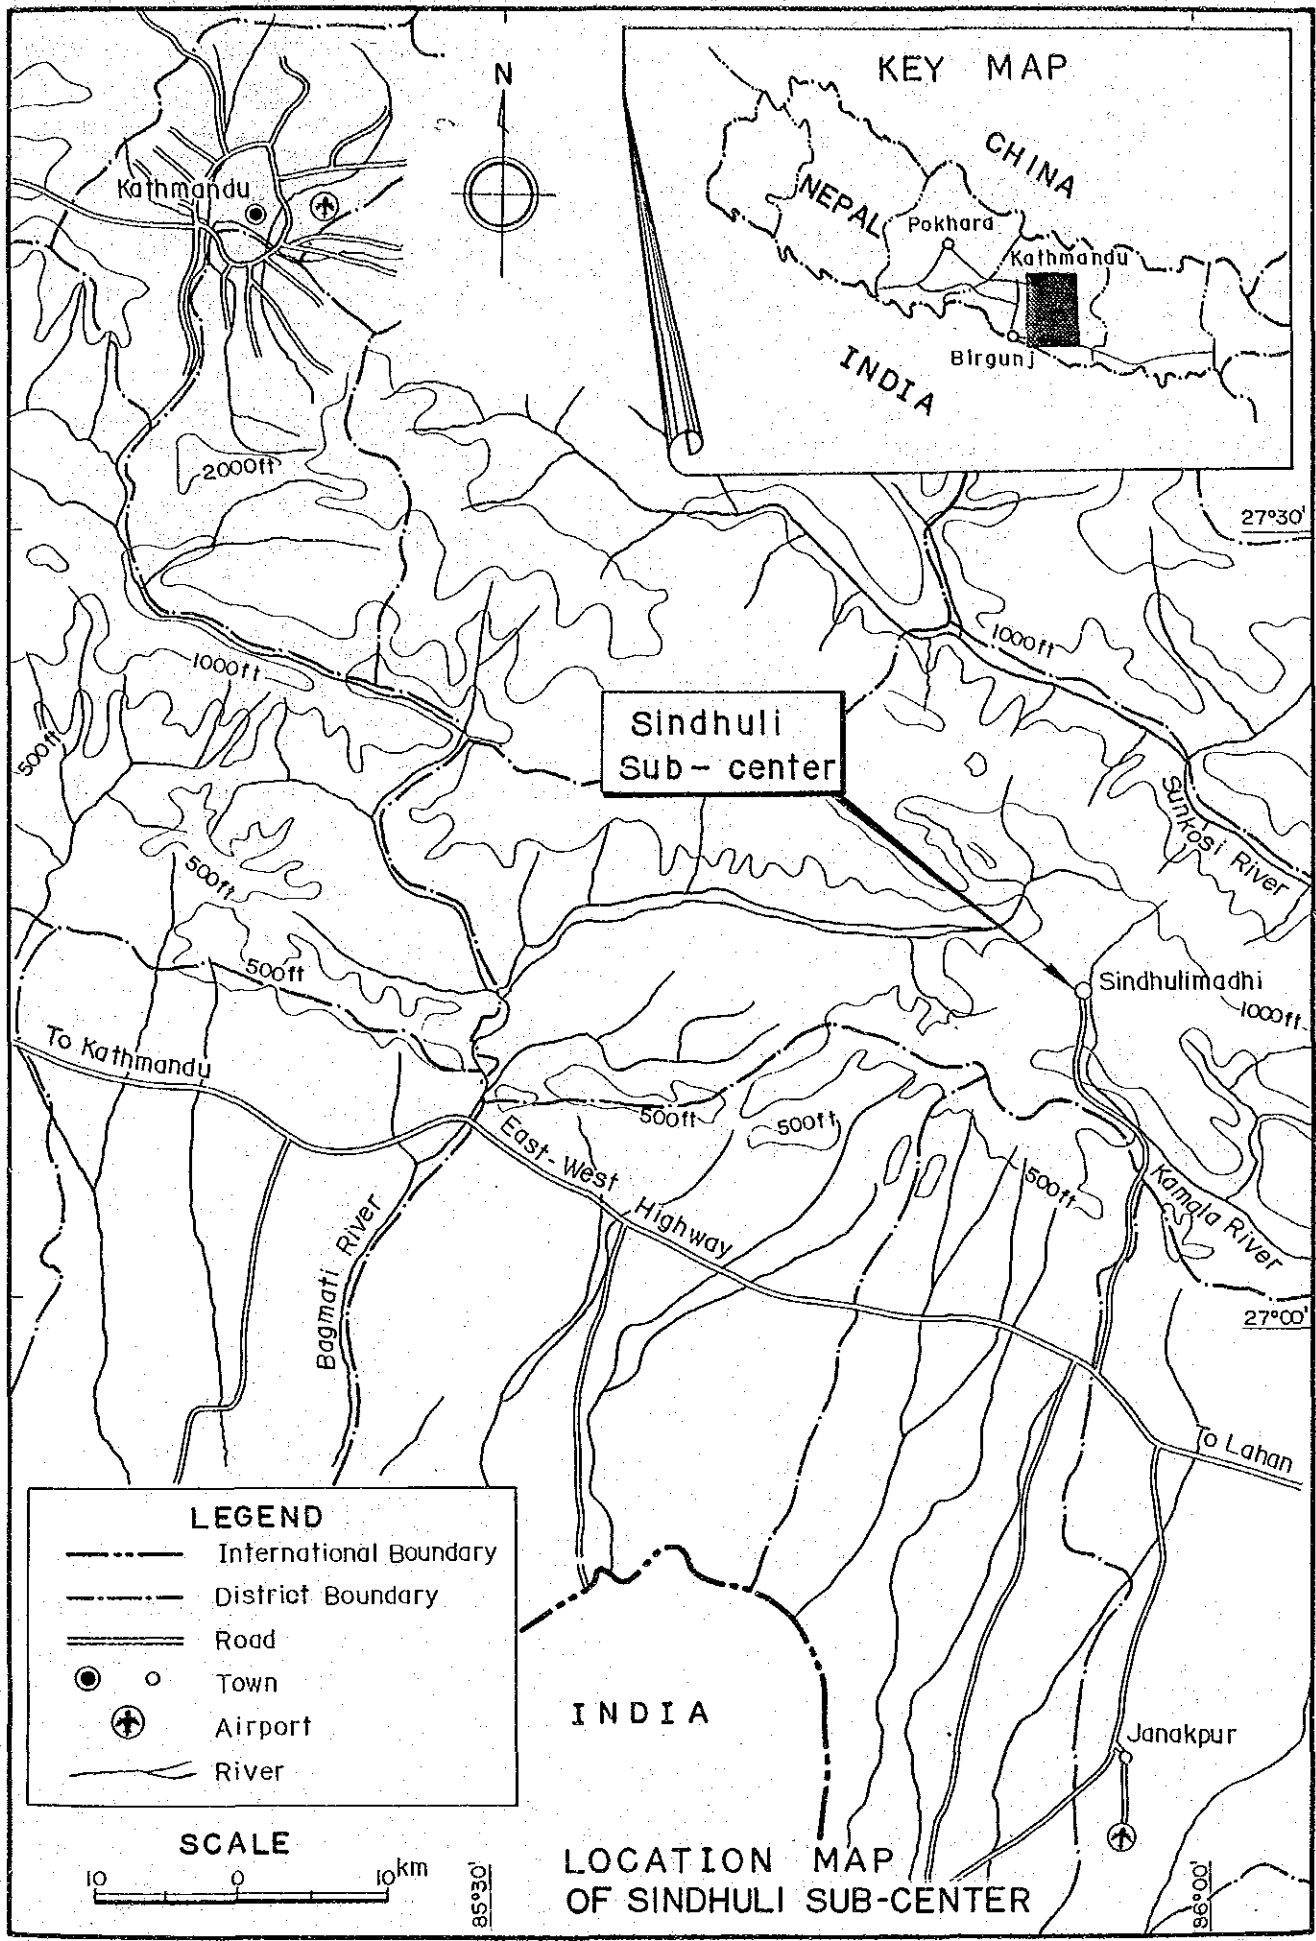 KEY MAP
CHINA
NEPAL
Pokhara
Kathmandu
Birgunj
INDIA
N
Kathmandu
2000ft
27°30'
1000ft
1000ft
500ft
Sindhuli
Sub-center
Sunkosi River
500ft
500ft
Sindhulimadhi
1000ft
To Kathmandu
500ft
500ft
East-West Highway
500ft
Kamala River
Bagmati River
27°00'
To Lahan
LEGEND
International Boundary
District Boundary
Road
Town
Airport
River
INDIA
Janakpur
SCALE
10 0 10km
85°30'
86°00'
LOCATION MAP
OF SINDHULI SUB-CENTER